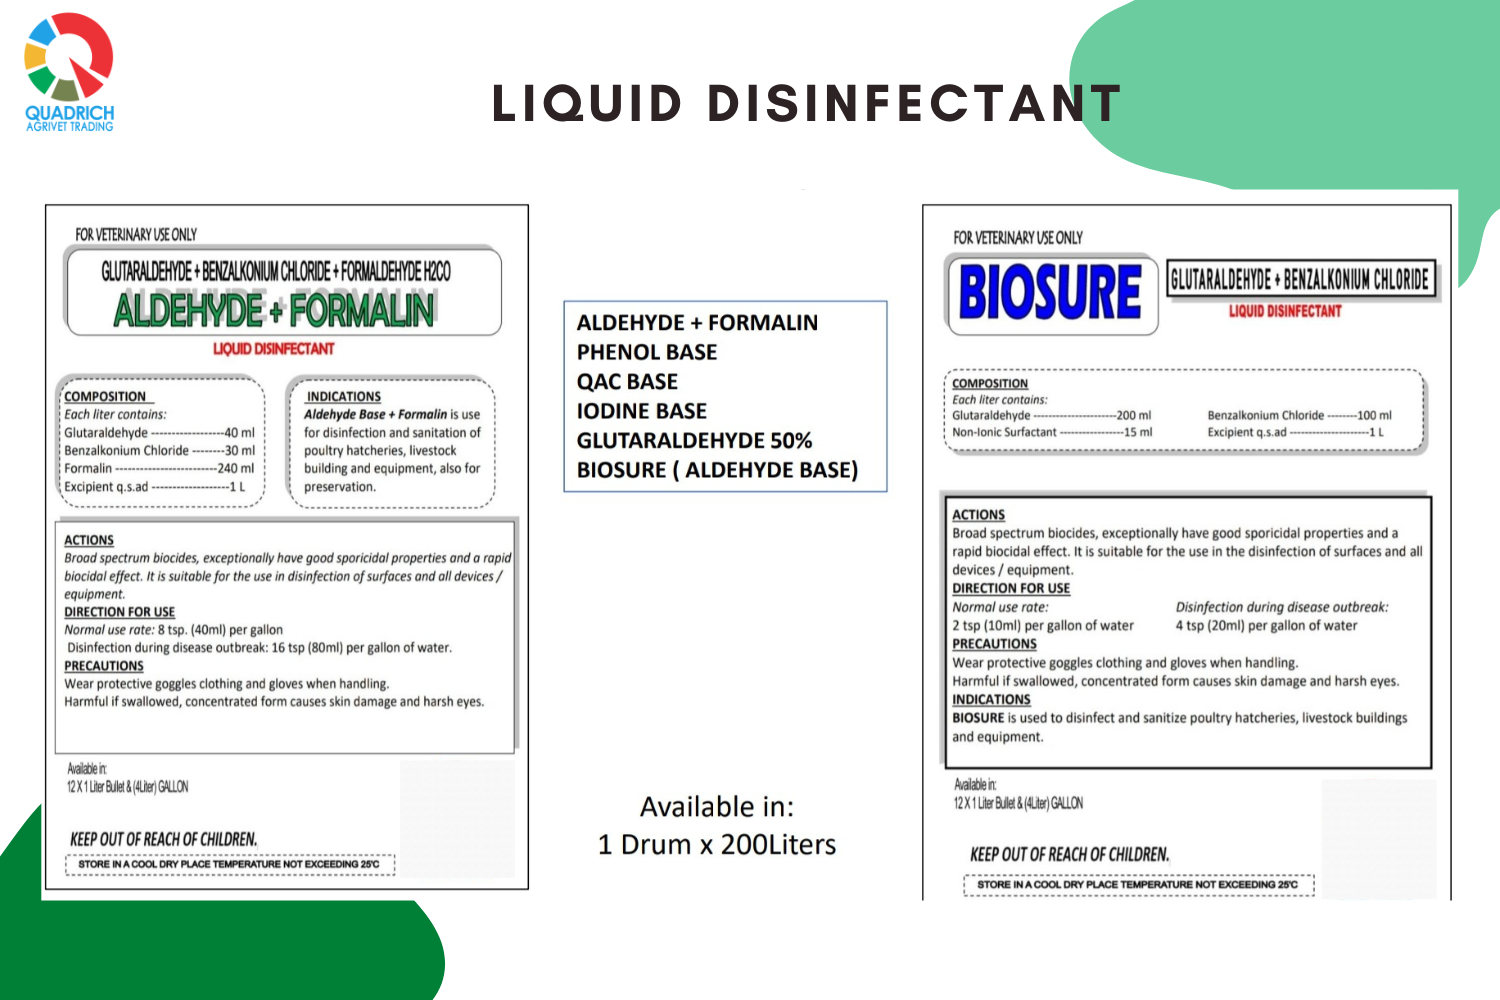 QUADRICH
AGRIVET TRADING
LIQUID DISINFECTANT
FOR VETERINARY USE ONLY
GLUTARALDEHYDE + BENZALKONIUM CHLORIDE + FORMALDEHYDE H2CO
ALDEHYDE + FORMALIN
LIQUID DISINFECTANT
COMPOSITION
Each liter contains:
Glutaraldehyde ------------------40 ml
Benzalkonium Chloride --------30 ml
Formalin -------------------------240 ml
Excipient q.s.ad -------------------1 L
INDICATIONS
Aldehyde Base + Formalin is use
for disinfection and sanitation of
poultry hatcheries, livestock
building and equipment, also for
preservation.
ACTIONS
Broad spectrum biocides, exceptionally have good sporicidal properties and a rapid
biocidal effect. It is suitable for the use in disinfection of surfaces and all devices /
equipment.
DIRECTION FOR USE
Normal use rate: 8 tsp. (40ml) per gallon
Disinfection during disease outbreak: 16 tsp (80ml) per gallon of water.
PRECAUTIONS
Wear protective goggles clothing and gloves when handling.
Harmful if swallowed, concentrated form causes skin damage and harsh eyes.
Available in:
12 X 1 Liter Bullet & (4Liter) GALLON
KEEP OUT OF REACH OF CHILDREN.
STORE IN A COOL DRY PLACE TEMPERATURE NOT EXCEEDING 25°C
ALDEHYDE + FORMALIN
PHENOL BASE
QAC BASE
IODINE BASE
GLUTARALDEHYDE 50%
BIOSURE ( ALDEHYDE BASE)
Available in:
1 Drum x 200Liters
FOR VETERINARY USE ONLY
BIOSURE
GLUTARALDEHYDE + BENZALKONIUM CHLORIDE
LIQUID DISINFECTANT
COMPOSITION
Each liter contains:
Glutaraldehyde ---------------------200 ml
Non-Ionic Surfactant ----------------15 ml
Benzalkonium Chloride --------100 ml
Excipient q.s.ad --------------------1 L
ACTIONS
Broad spectrum biocides, exceptionally have good sporicidal properties and a
rapid biocidal effect. It is suitable for the use in the disinfection of surfaces and all
devices / equipment.
DIRECTION FOR USE
Normal use rate:
2 tsp (10ml) per gallon of water
Disinfection during disease outbreak:
4 tsp (20ml) per gallon of water
PRECAUTIONS
Wear protective goggles clothing and gloves when handling.
Harmful if swallowed, concentrated form causes skin damage and harsh eyes.
INDICATIONS
BIOSURE is used to disinfect and sanitize poultry hatcheries, livestock buildings
and equipment.
Available in:
12 X 1 Liter Bullet & (4Liter) GALLON
KEEP OUT OF REACH OF CHILDREN.
STORE IN A COOL DRY PLACE TEMPERATURE NOT EXCEEDING 25°C